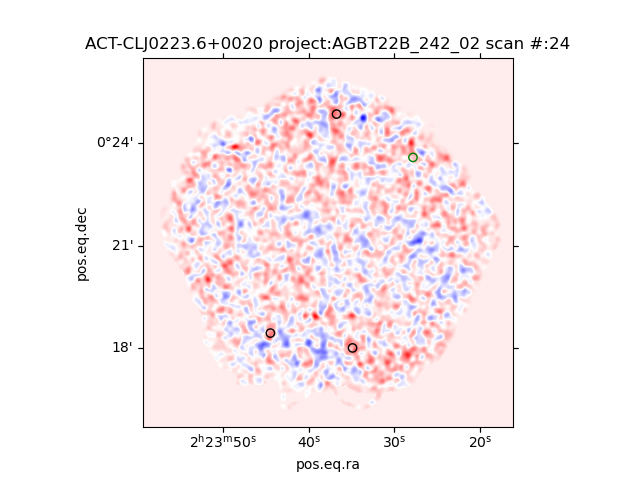 ACT-CLJ0223.6+0020 project:AGBT22B_242_02 scan #:24
0°24'
21'
18'
pos.eq.dec
2h23m50s 40s 30s 20s
pos.eq.ra